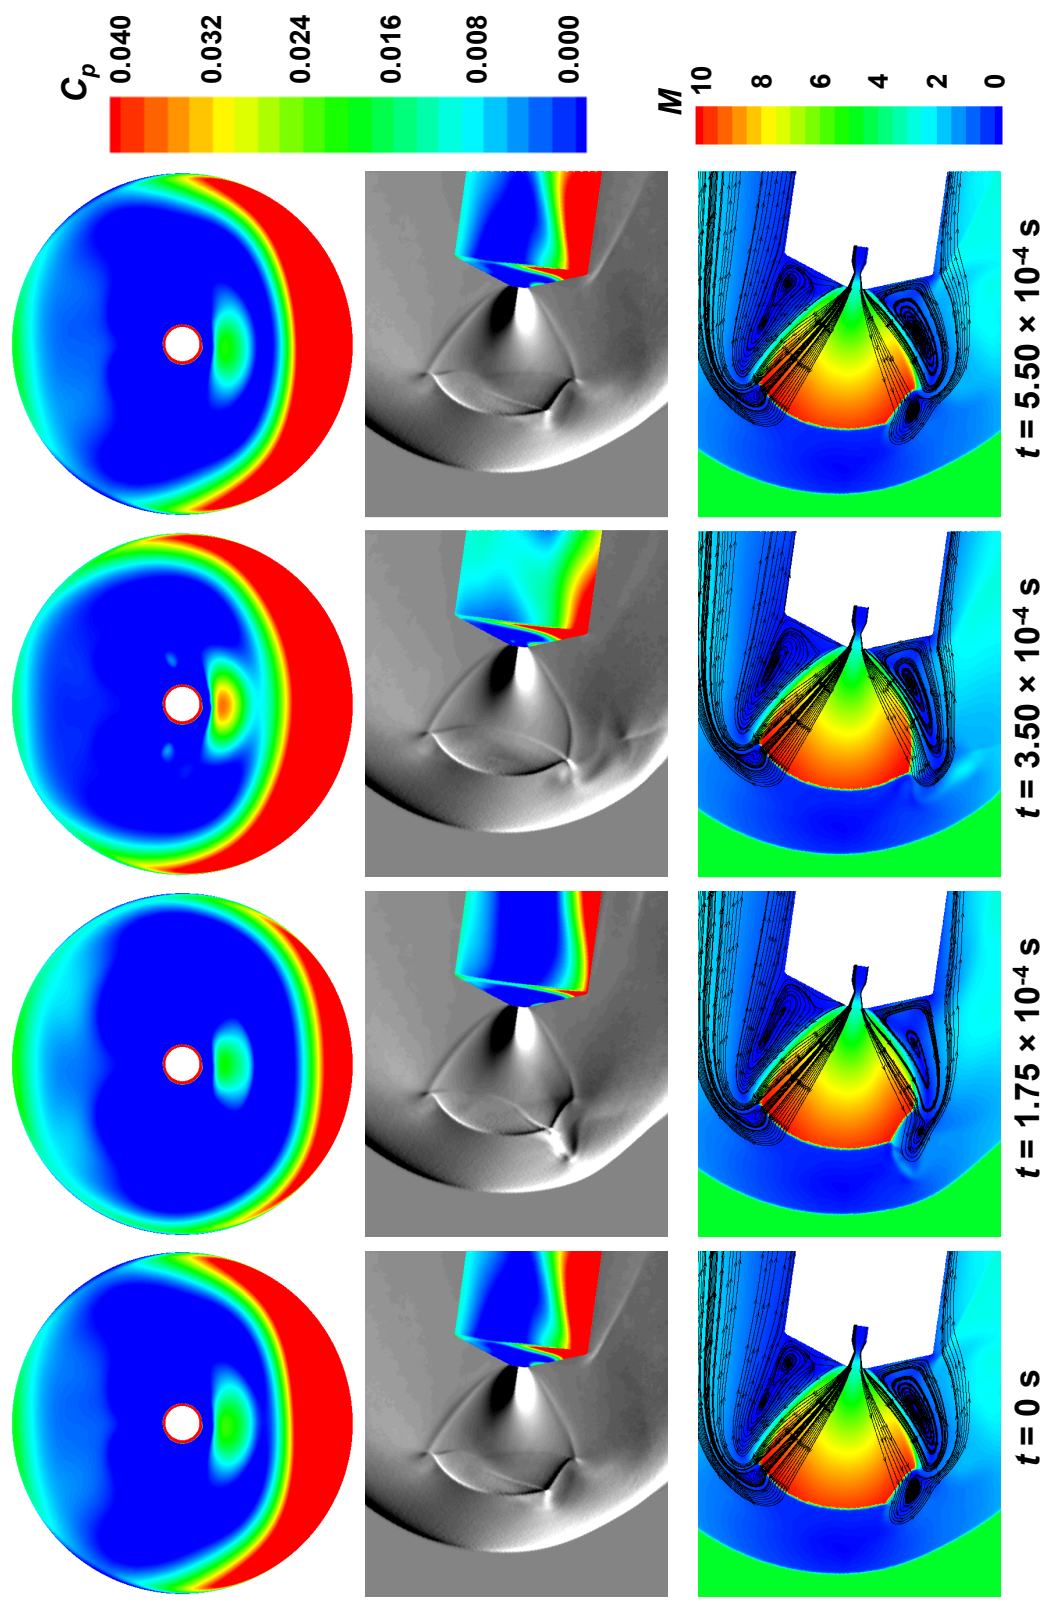 C_p
0.040
0.032
0.024
0.016
0.008
0.000
M
10
8
6
4
2
0
t = 0 s
t = 1.75 × 10⁻⁴ s
t = 3.50 × 10⁻⁴ s
t = 5.50 × 10⁻⁴ s